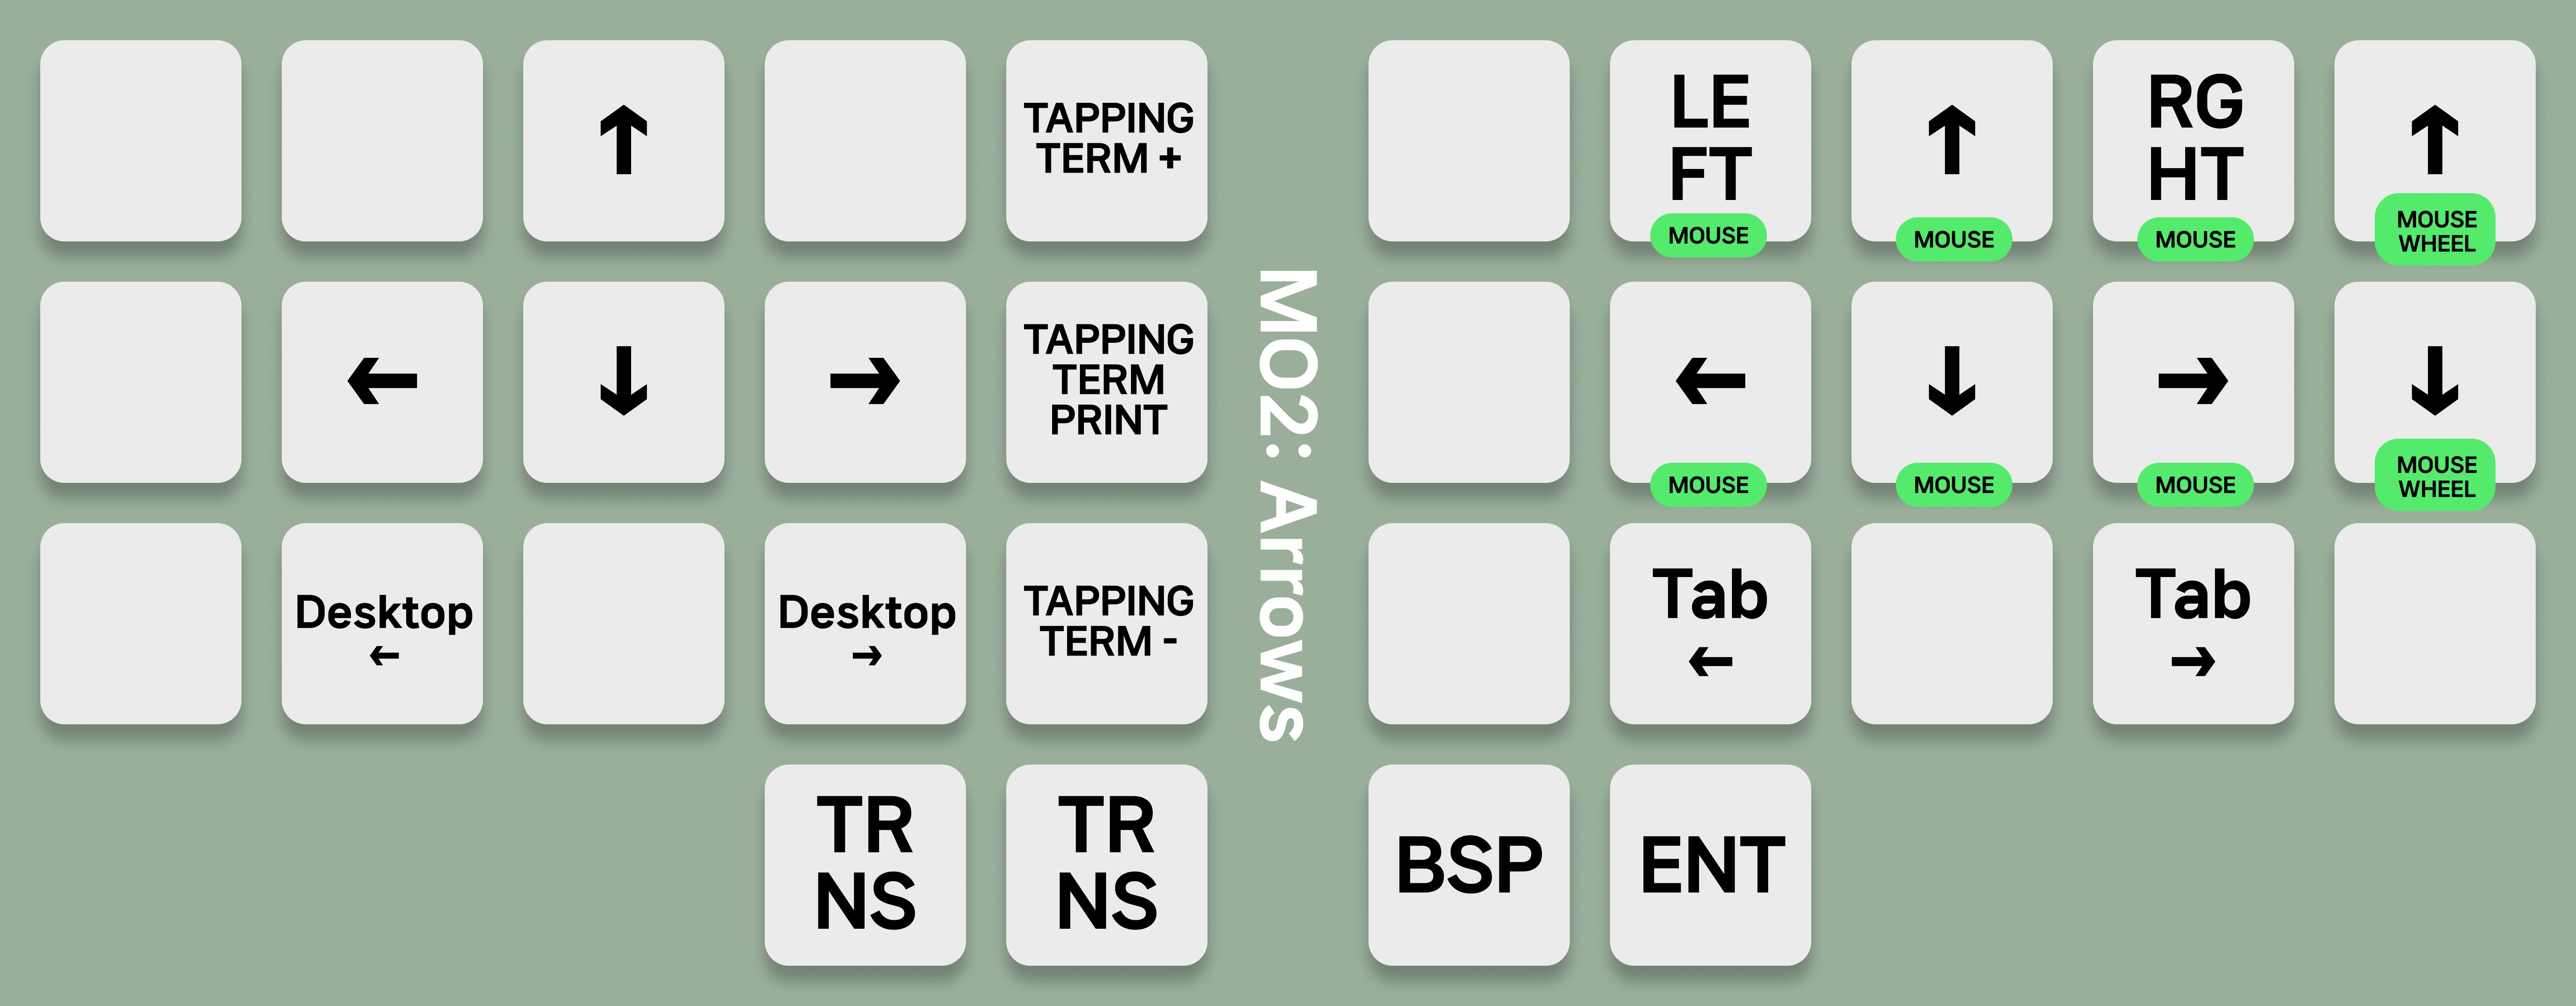 ↑
TAPPING
TERM +
LE
FT
MOUSE
↑
MOUSE
RG
HT
MOUSE
↑
MOUSE
WHEEL
←
↓
→
TAPPING
TERM
PRINT
MO2: Arrows
←
MOUSE
↓
MOUSE
→
MOUSE
↓
MOUSE
WHEEL
Desktop
←
Desktop
→
TAPPING
TERM -
Tab
←
Tab
→
TR
NS
TR
NS
BSP
ENT